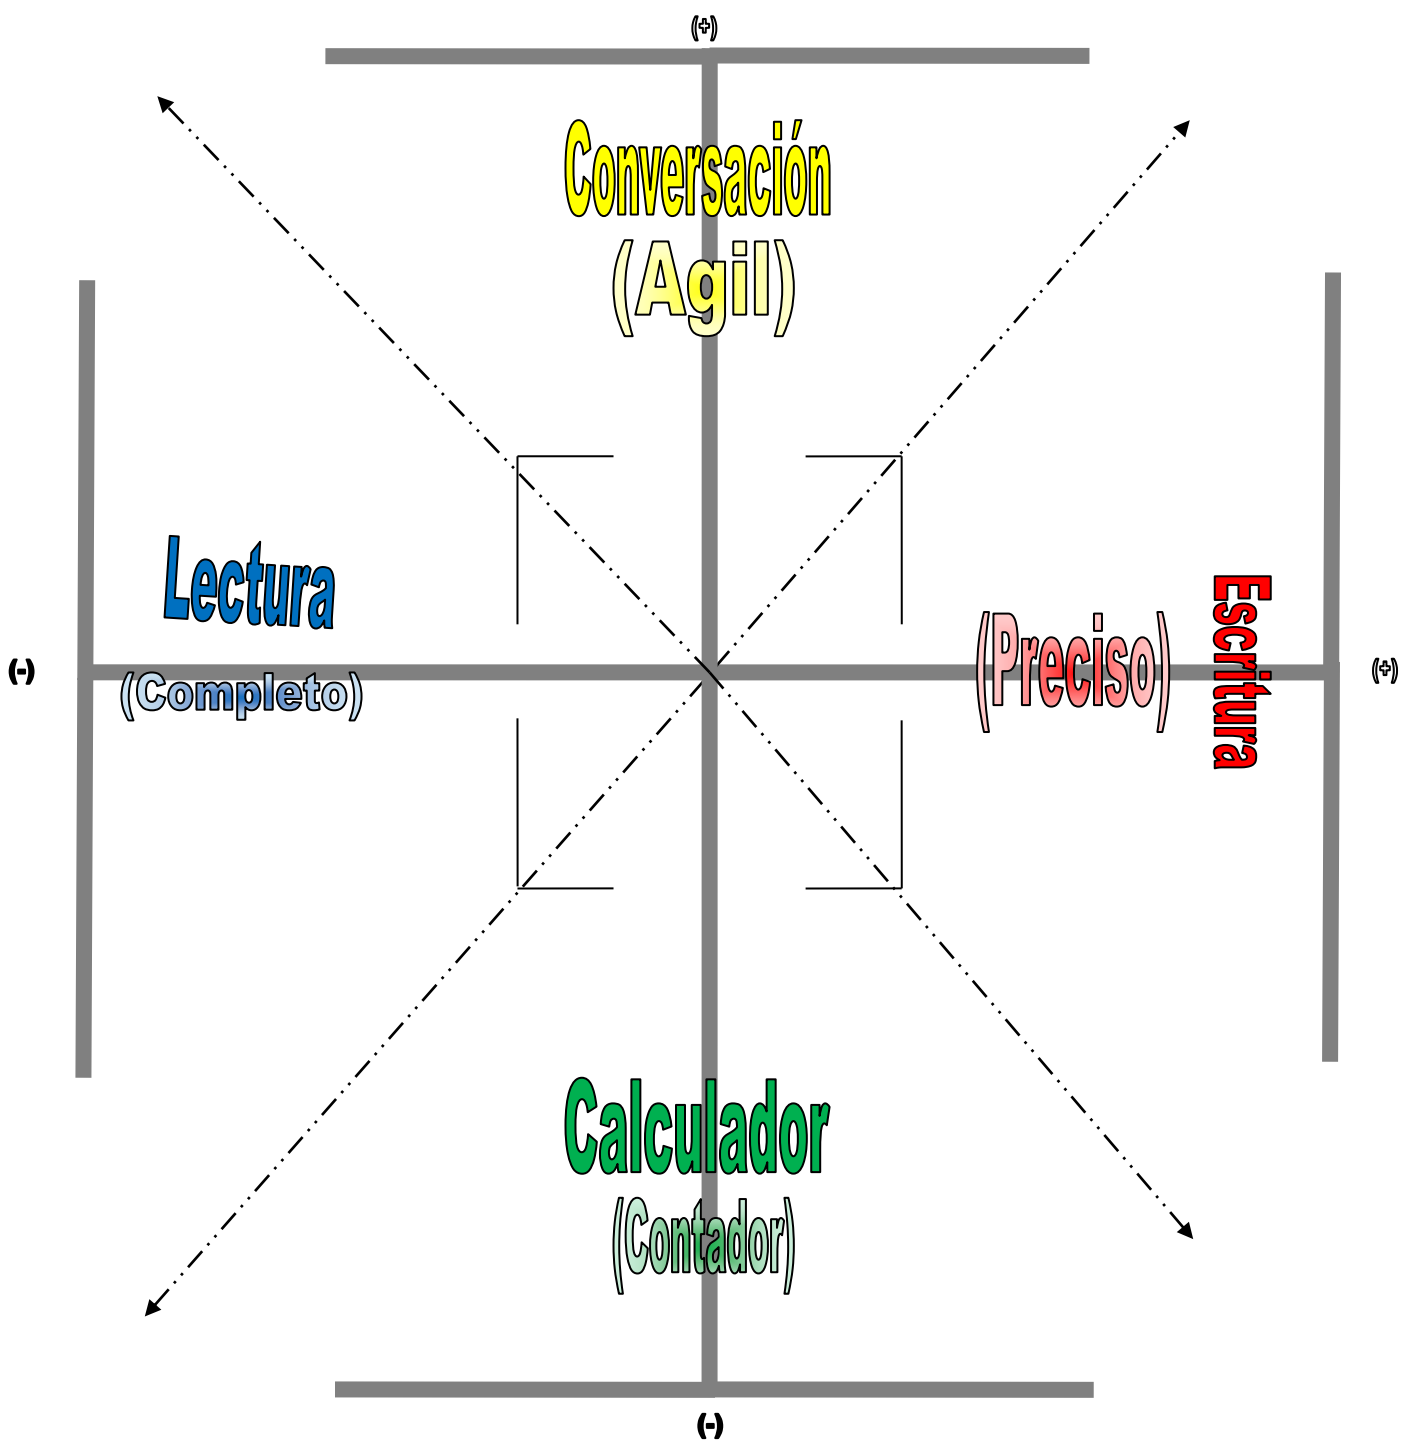 (+)
Conversación
(Agil)
Lectura
(-)
(Completo)
(Preciso)
Escritura
(+)
Calculador
(Contador)
(-)